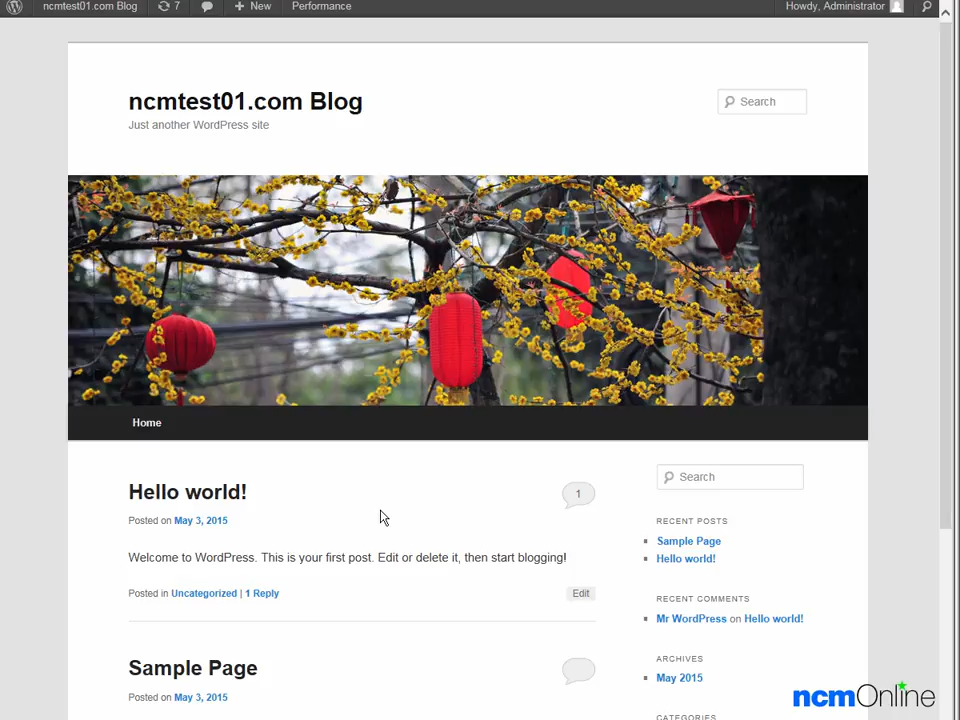 ncmtest01.com Blog 7 New Performance Howdy, Administrator
ncmtest01.com Blog
Just another WordPress site
Search
Home
Hello world!
1
Posted on May 3, 2015
Welcome to WordPress. This is your first post. Edit or delete it, then start blogging!
Posted in Uncategorized | 1 Reply
Edit
Sample Page
Posted on May 3, 2015
Search
RECENT POSTS
Sample Page
Hello world!
RECENT COMMENTS
Mr WordPress on Hello world!
ARCHIVES
May 2015
CATEGORIES
ncmOnline